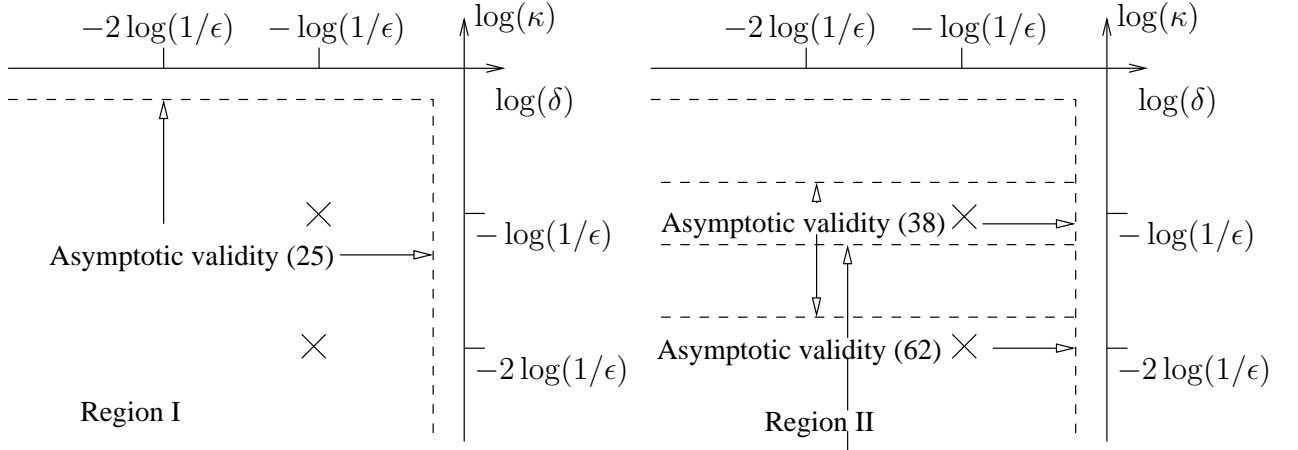 log(κ)
−2 log(1/ϵ)
−log(1/ϵ)
log(δ)
−log(1/ϵ)
Asymptotic validity (25)
−2 log(1/ϵ)
Region I
log(κ)
−2 log(1/ϵ)
−log(1/ϵ)
log(δ)
Asymptotic validity (38)
−log(1/ϵ)
Asymptotic validity (62)
−2 log(1/ϵ)
Region II